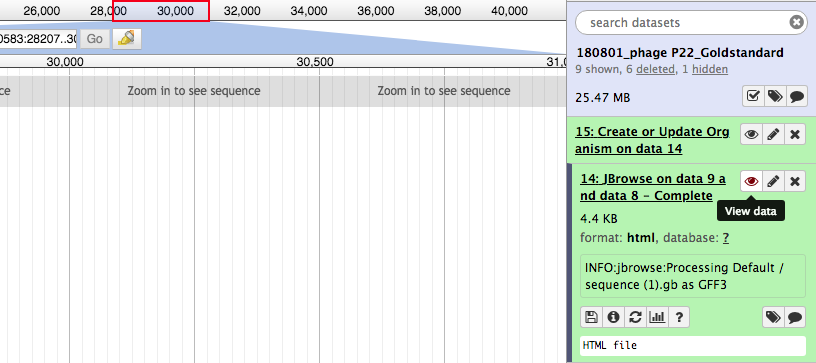 26,000 28,000 30,000 32,000 34,000 36,000 38,000 40,000
0583:28207..30 Go
30,000 30,500 31,0
ce Zoom in to see sequence Zoom in to see sequence
search datasets
180801_phage P22_Goldstandard
9 shown, 6 deleted, 1 hidden
25.47 MB
15: Create or Update Org
anism on data 14
14: JBrowse on data 9 a
nd data 8 – Complete
View data
4.4 KB
format: html, database: ?
INFO:jbrowse:Processing Default /
sequence (1).gb as GFF3
?
HTML file